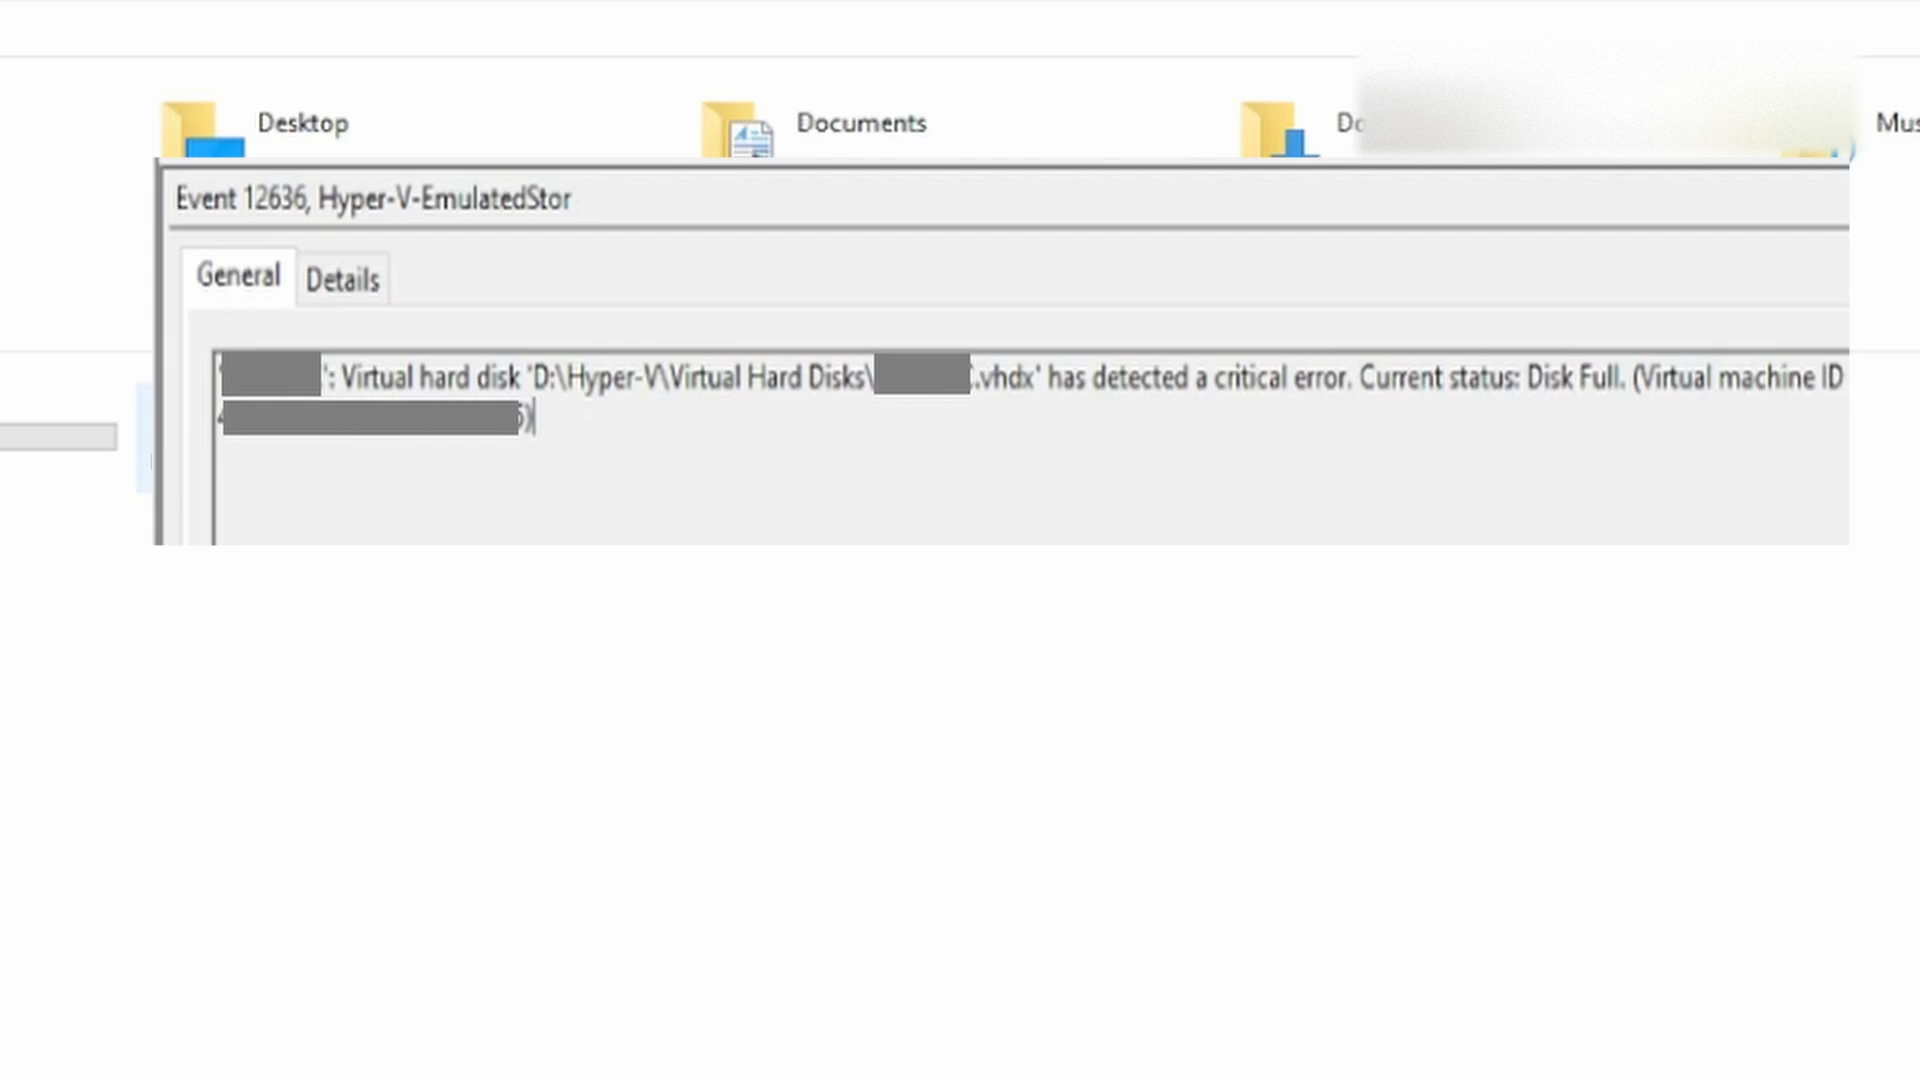 Desktop
Documents
Event 12636, Hyper-V-EmulatedStor
General
Details
': Virtual hard disk 'D:\Hyper-V\Virtual Hard Disks\ .vhdx' has detected a critical error. Current status: Disk Full. (Virtual machine ID
)